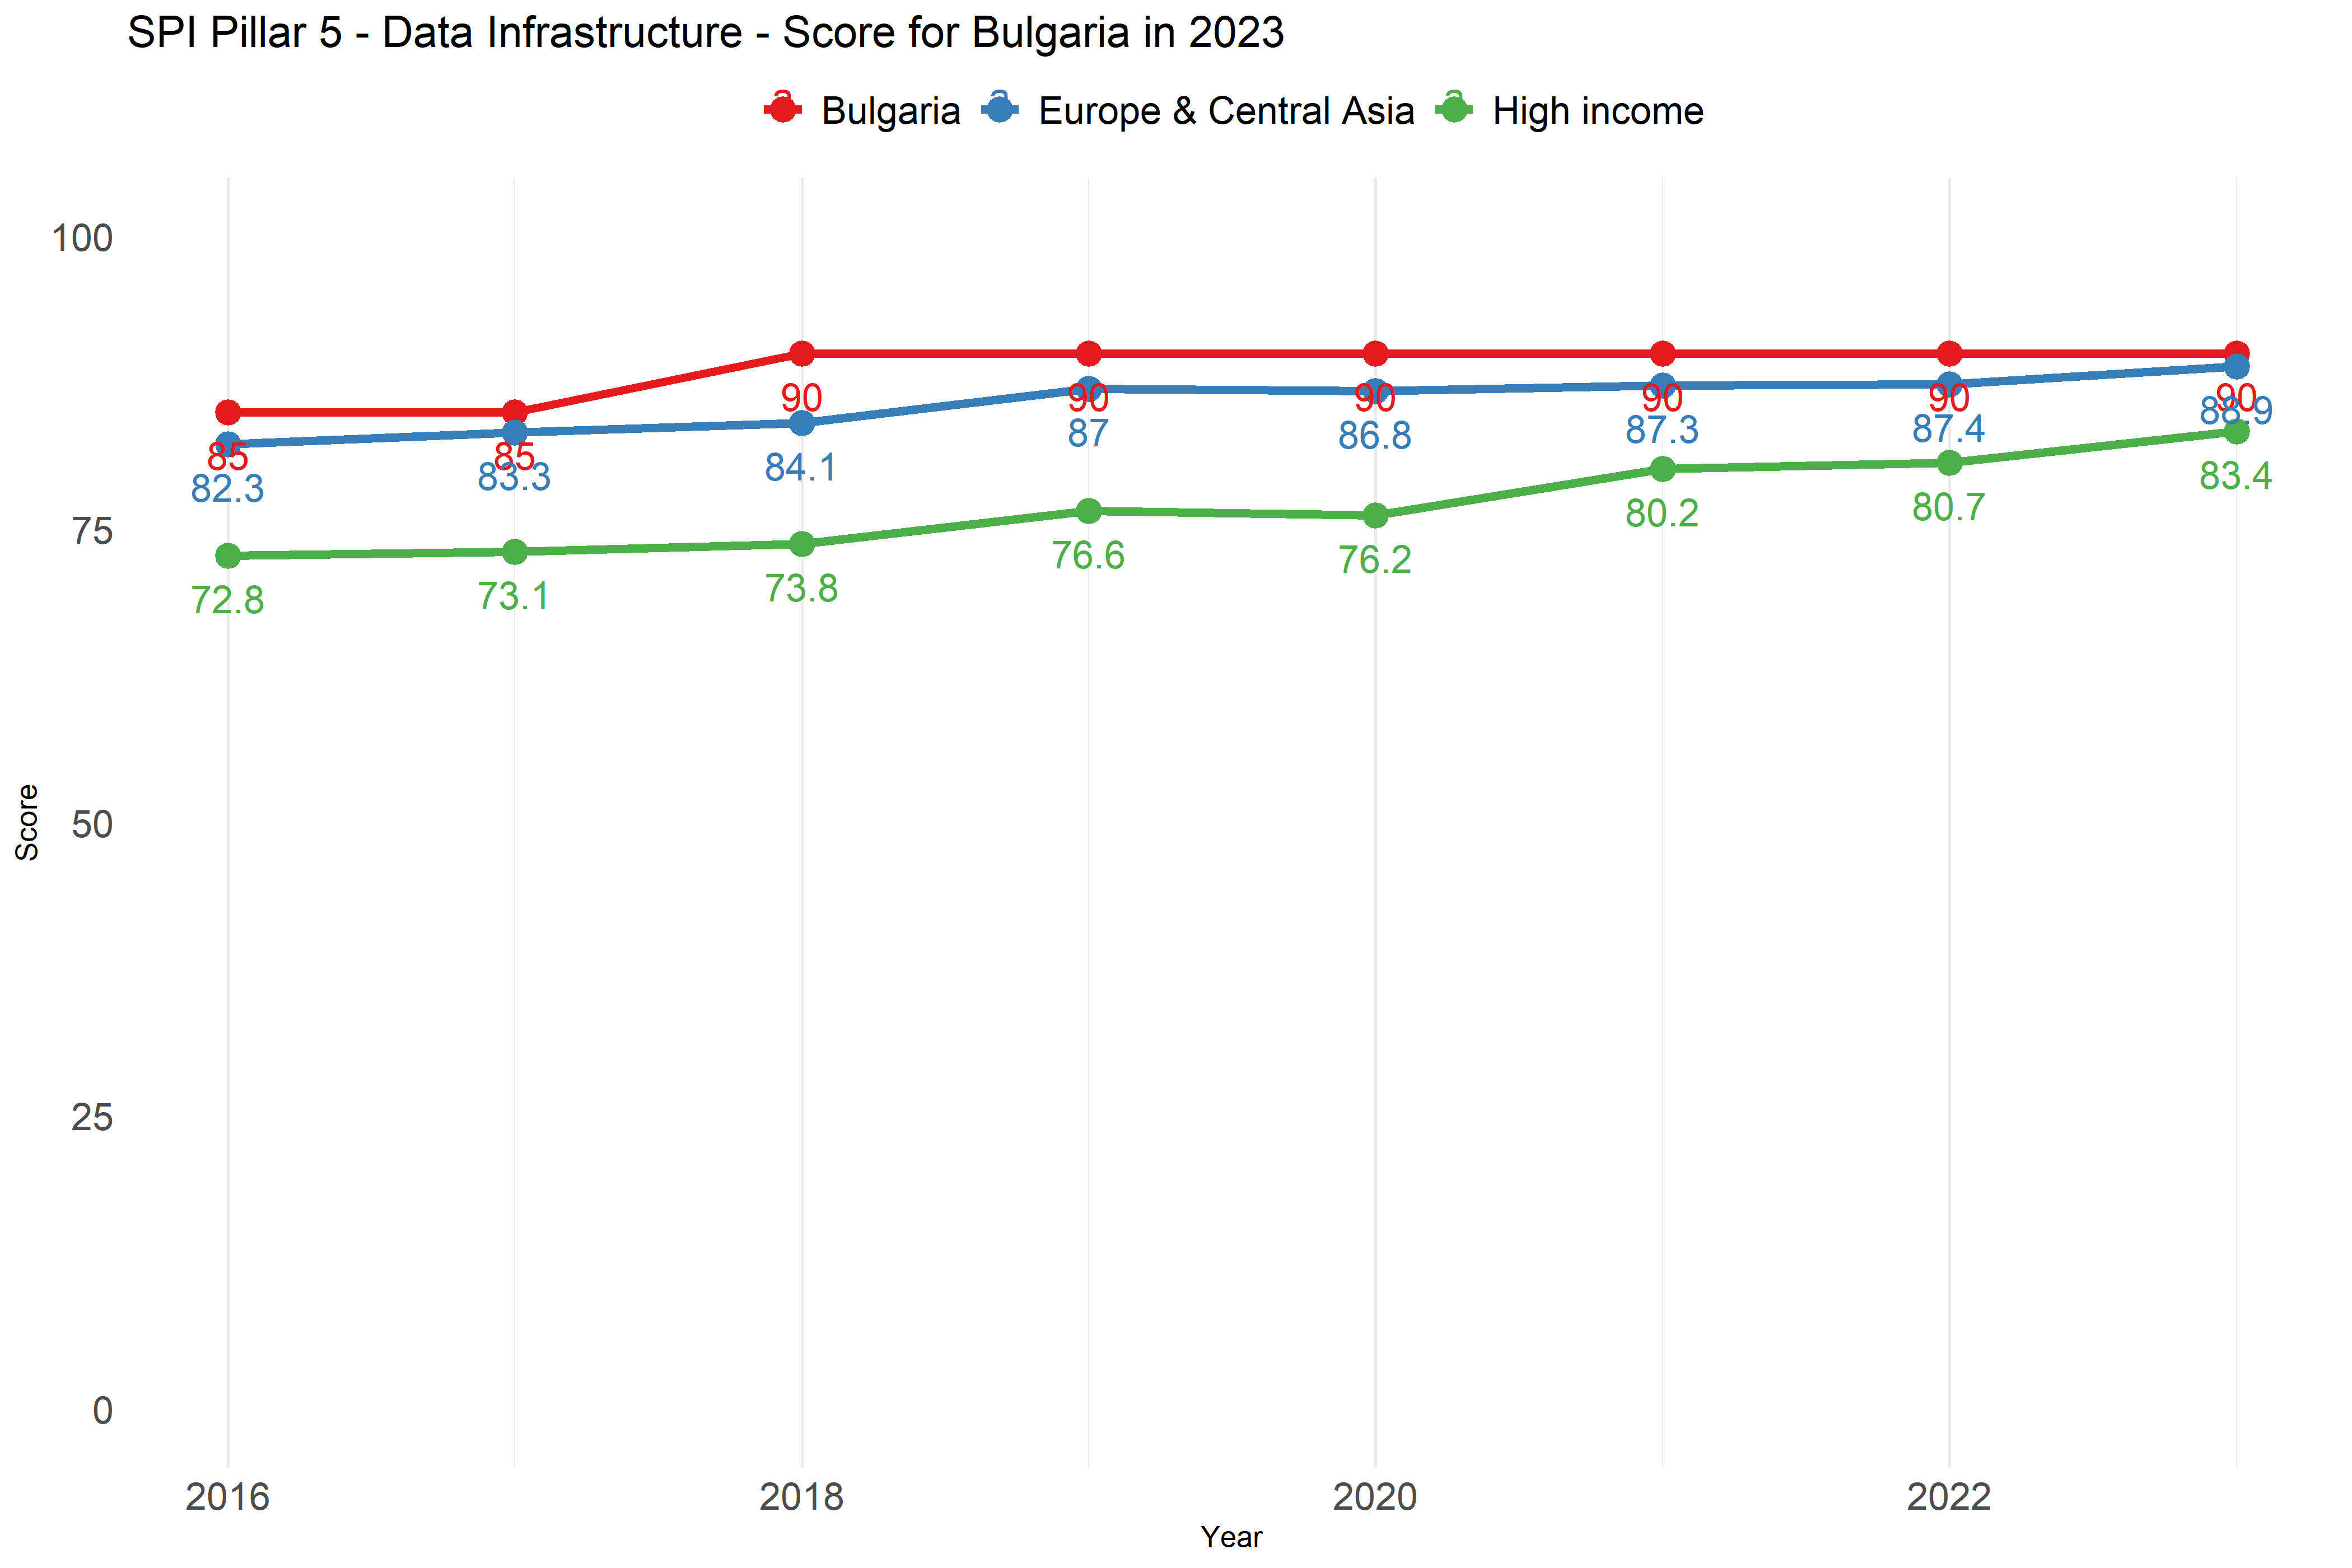 SPI Pillar 5 - Data Infrastructure - Score for Bulgaria in 2023
a Bulgaria a Europe & Central Asia a High income
100
75
50
25
0
Score
85 85 90 90 90 90 90 90
82.3 83.3 84.1 87 86.8 87.3 87.4 88.9
72.8 73.1 73.8 76.6 76.2 80.2 80.7 83.4
2016 2018 2020 2022
Year